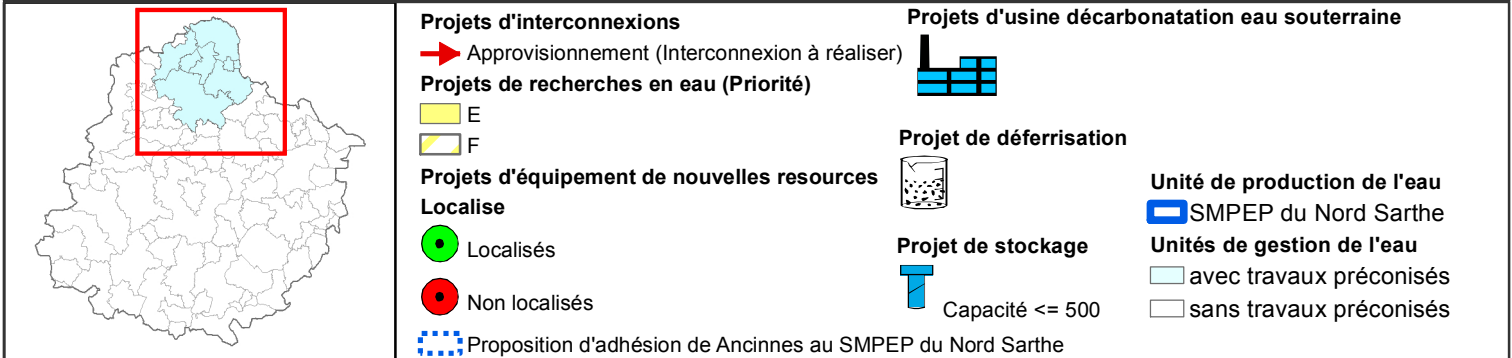 Projets d'interconnexions
Approvisionnement (Interconnexion à réaliser)
Projets de recherches en eau (Priorité)
E
F
Projets d'équipement de nouvelles resources
Localise
Localisés
Non localisés
Proposition d'adhésion de Ancinnes au SMPEP du Nord Sarthe
Projets d'usine décarbonatation eau souterraine
Projet de déferrisation
Projet de stockage
Capacité <= 500
Unité de production de l'eau
SMPEP du Nord Sarthe
Unités de gestion de l'eau
avec travaux préconisés
sans travaux préconisés